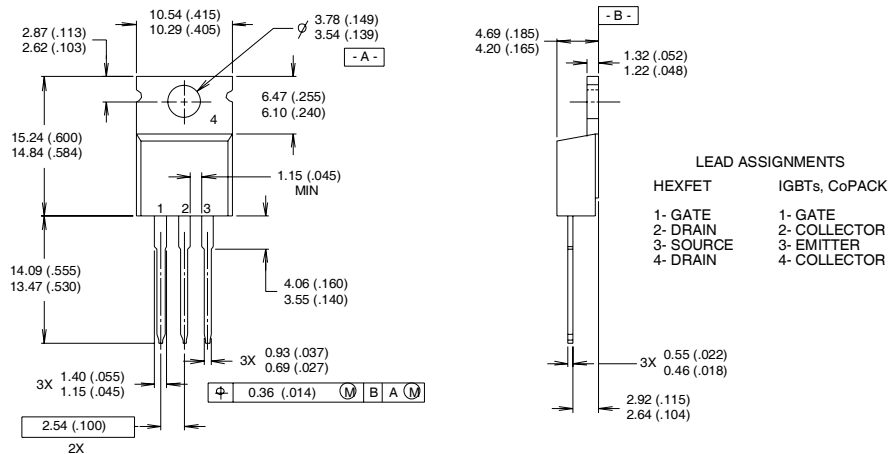 10.54 (.415)
10.29 (.405)
3.78 (.149)
3.54 (.139)
- A -
2.87 (.113)
2.62 (.103)
4
6.47 (.255)
6.10 (.240)
15.24 (.600)
14.84 (.584)
1.15 (.045)
MIN
1 2 3
14.09 (.555)
13.47 (.530)
4.06 (.160)
3.55 (.140)
3X 0.93 (.037)
0.69 (.027)
3X 1.40 (.055)
1.15 (.045)
0.36 (.014) Ⓜ B A Ⓜ
2.54 (.100)
2X
- B -
4.69 (.185)
4.20 (.165)
1.32 (.052)
1.22 (.048)
3X 0.55 (.022)
0.46 (.018)
2.92 (.115)
2.64 (.104)
LEAD ASSIGNMENTS
HEXFET
1- GATE
2- DRAIN
3- SOURCE
4- DRAIN
IGBTs, CoPACK
1- GATE
2- COLLECTOR
3- EMITTER
4- COLLECTOR